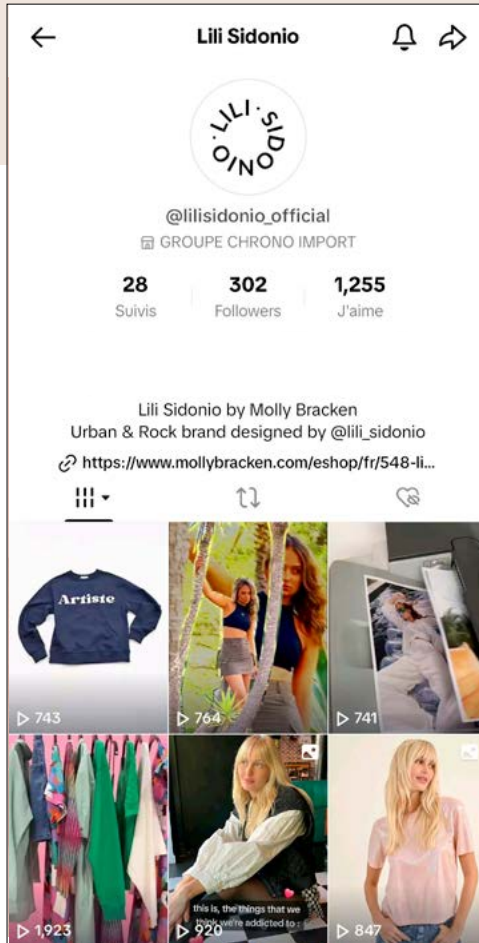 Lili Sidonio
LILI · SIDONIO ·
@lilisidonio_official
GROUPE CHRONO IMPORT
28 302 1,255
Suivis Followers J'aime
Lili Sidonio by Molly Bracken
Urban & Rock brand designed by @lili_sidonio
https://www.mollybracken.com/eshop/fr/548-li...
Artiste
743 764 741
this is, the things that we
think we're addicted to :
1,923 920 847